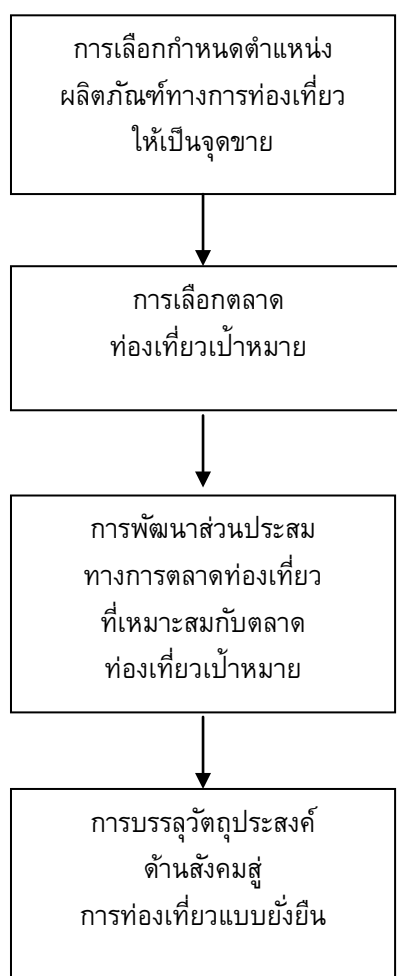 การเลือกกำหนดตำแหน่ง
ผลิตภัณฑ์ทางการท่องเที่ยว
ให้เป็นจุดขาย
การเลือกตลาด
ท่องเที่ยวเป้าหมาย
การพัฒนาส่วนประสม
ทางการตลาดท่องเที่ยว
ที่เหมาะสมกับตลาด
ท่องเที่ยวเป้าหมาย
การบรรลุวัตถุประสงค์
ด้านสังคมสู่
การท่องเที่ยวแบบยั่งยืน